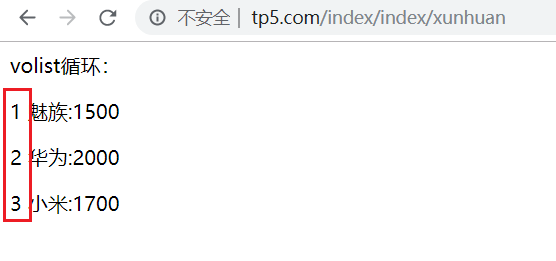 不安全 | tp5.com/index/index/xunhuan
volist循环：
1 魅族:1500
2 华为:2000
3 小米:1700